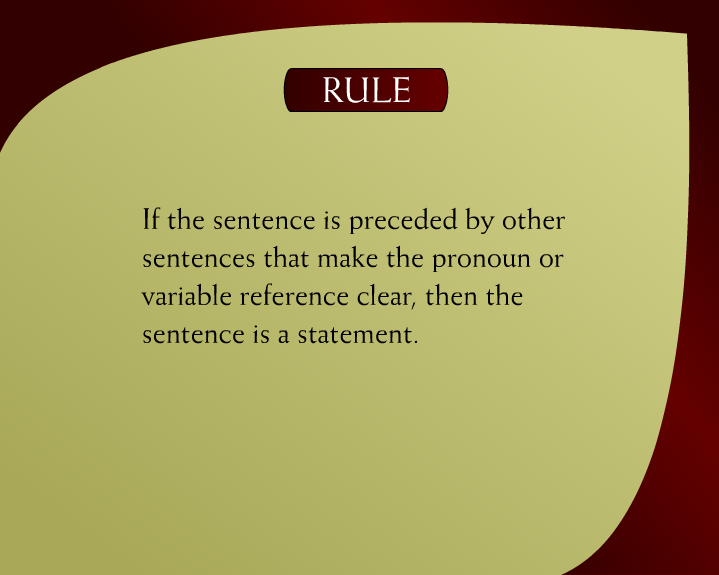 RULE
If the sentence is preceded by other
sentences that make the pronoun or
variable reference clear, then the
sentence is a statement.